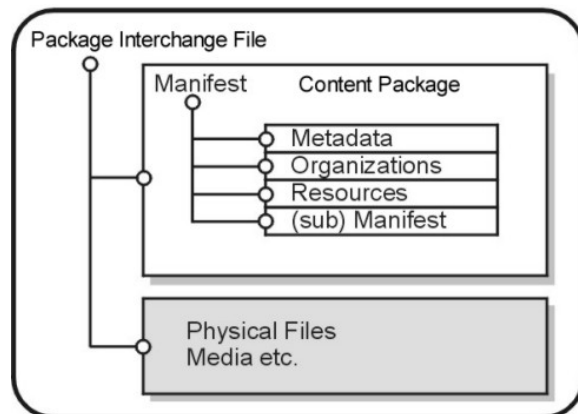 Package Interchange File
Manifest Content Package
Metadata
Organizations
Resources
(sub) Manifest
Physical Files
Media etc.